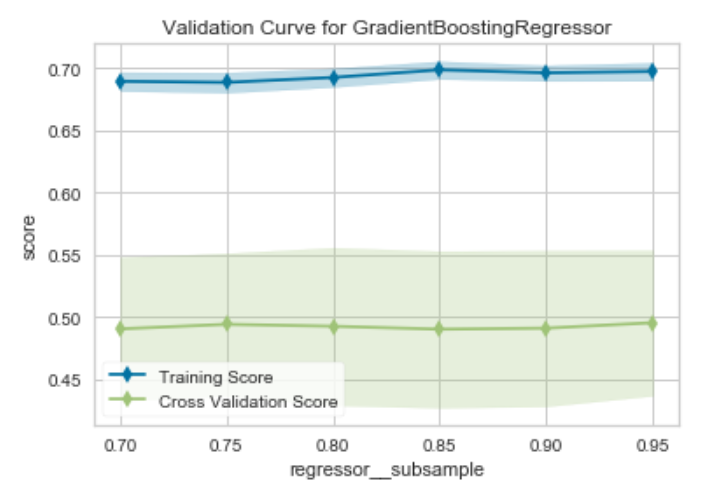 Validation Curve for GradientBoostingRegressor
0.70
0.65
0.60
0.55
0.50
0.45
score
Training Score
Cross Validation Score
0.70 0.75 0.80 0.85 0.90 0.95
regressor__subsample